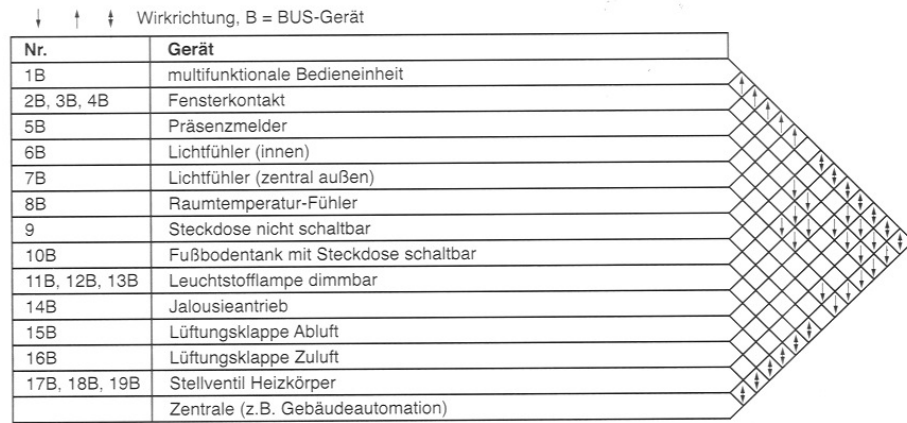 ↓ ↑ ↕ Wirkrichtung, B = BUS-Gerät
Nr. Gerät
1B multifunktionale Bedieneinheit
2B, 3B, 4B Fensterkontakt
5B Präsenzmelder
6B Lichtfühler (innen)
7B Lichtfühler (zentral außen)
8B Raumtemperatur-Fühler
9 Steckdose nicht schaltbar
10B Fußbodentank mit Steckdose schaltbar
11B, 12B, 13B Leuchtstofflampe dimmbar
14B Jalousieantrieb
15B Lüftungsklappe Abluft
16B Lüftungsklappe Zuluft
17B, 18B, 19B Stellventil Heizkörper
Zentrale (z.B. Gebäudeautomation)